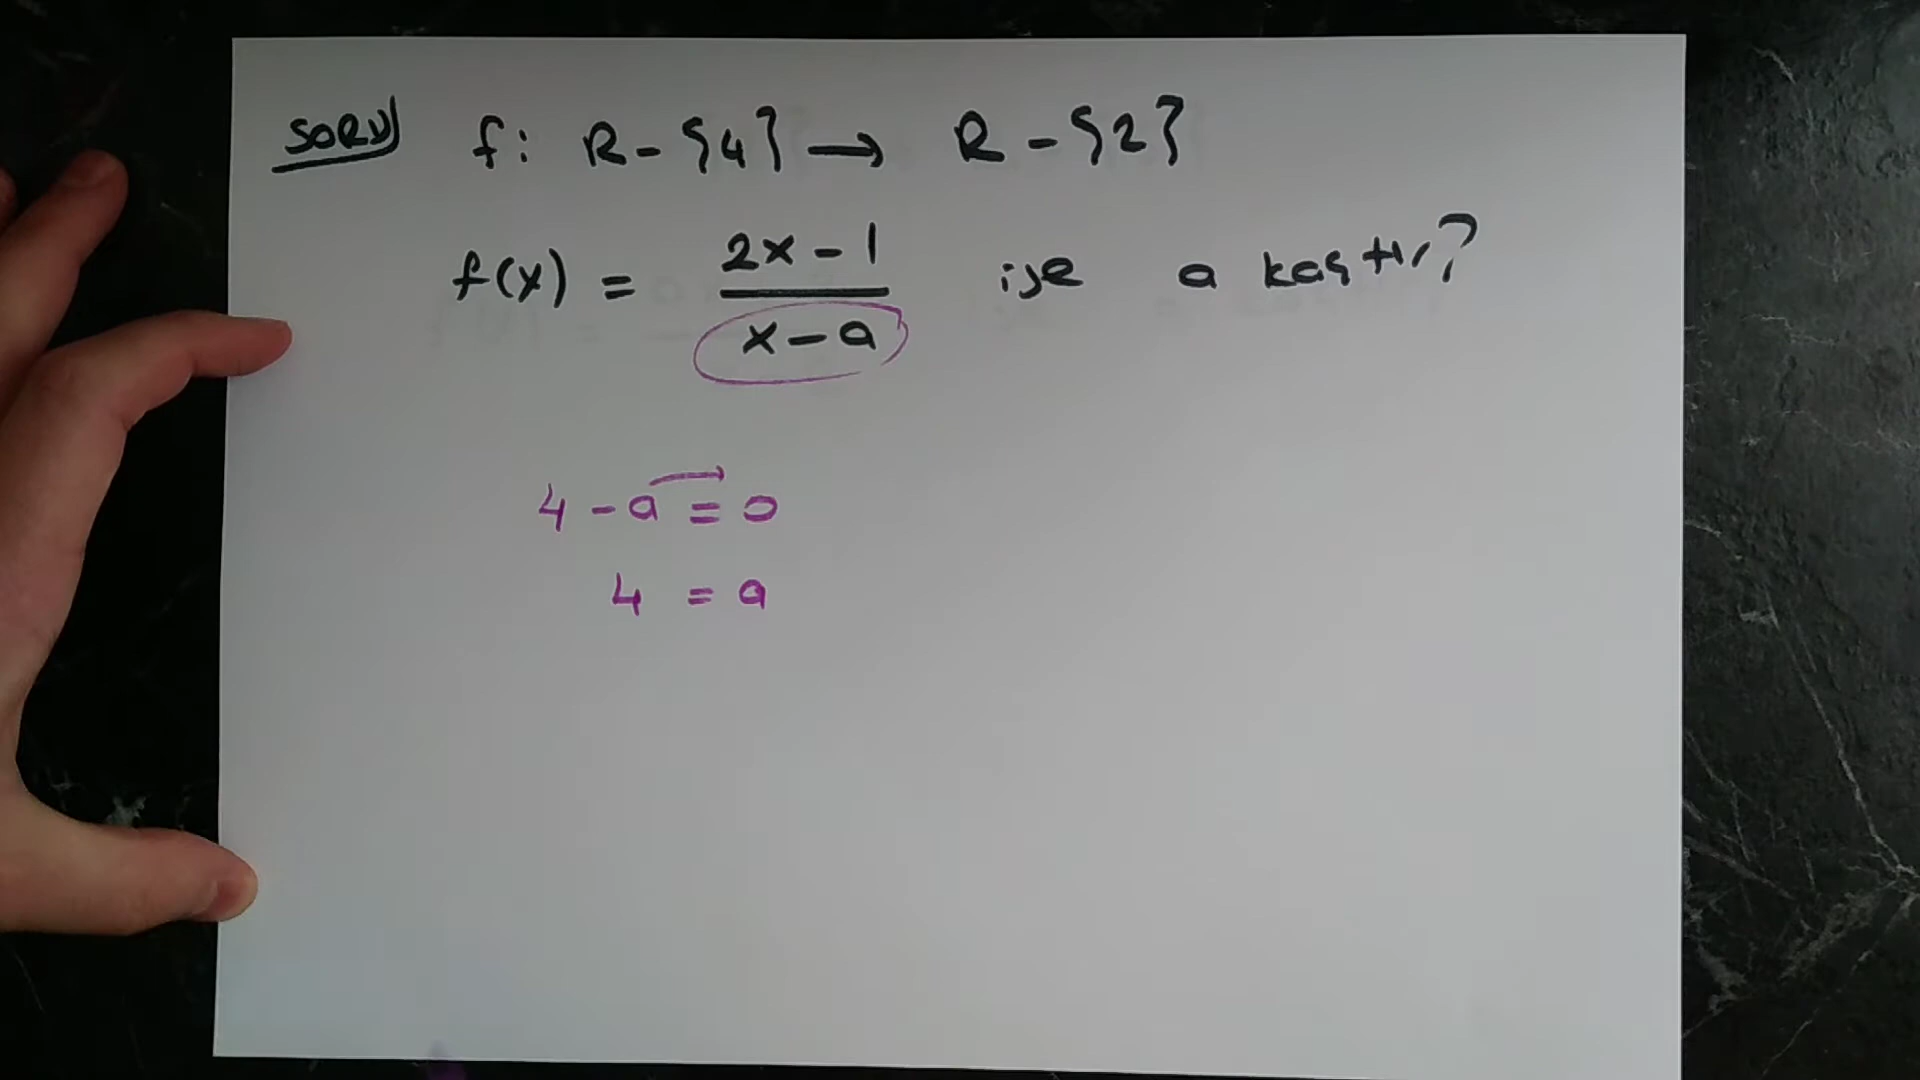 SORU f: R - {4} → R - {2}
f(x) = 2x - 1 / x - a ise a kaçtır?
4 - a = 0
4 = a